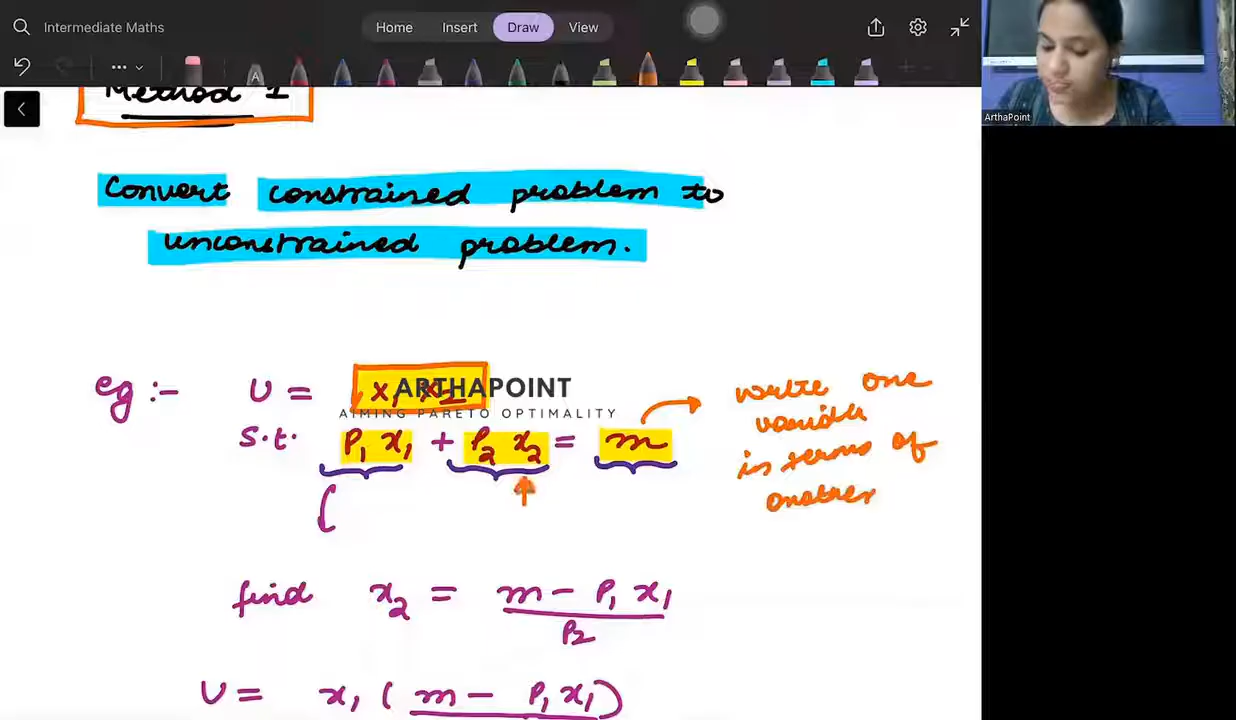 Intermediate Maths
Home Insert Draw View
Method 1
ArthaPoint
Convert constrained problem to
unconstrained problem.
eg :- U = x₁ x₂
ARTHAPOINT
AIMING PARETO OPTIMALITY
s.t. P₁ x₁ + P₂ x₂ = m
write one
variable
in terms of
another
find x₂ = m - P₁ x₁
P₂
U = x₁ ( m - P₁ x₁)